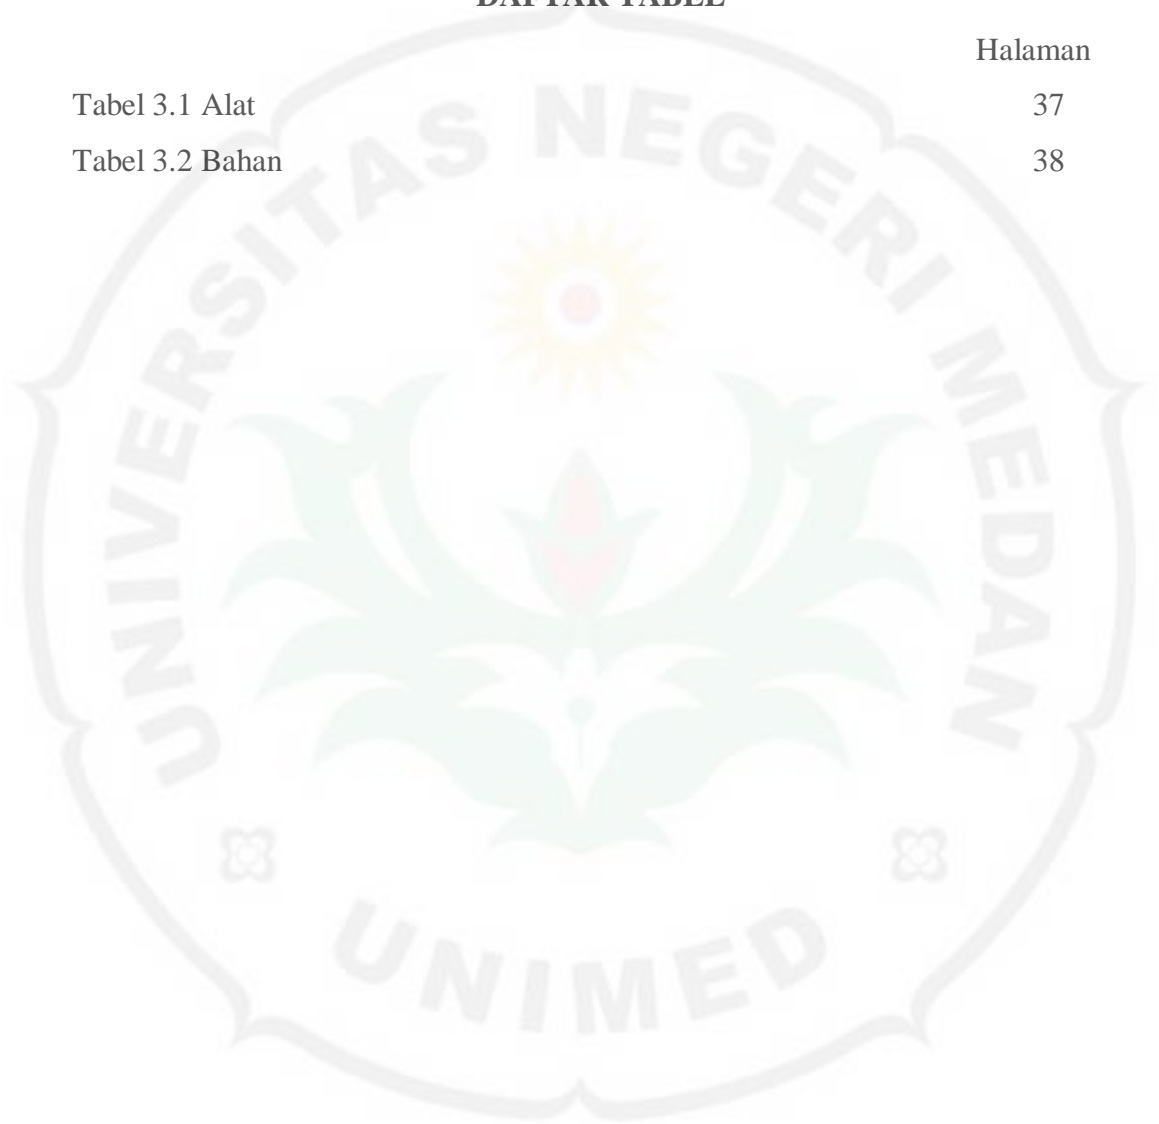 DAFTAR TABEL
Halaman
Tabel 3.1 Alat 37
Tabel 3.2 Bahan 38
UNIVERSITAS NEGERI MEDAN
UNIMED